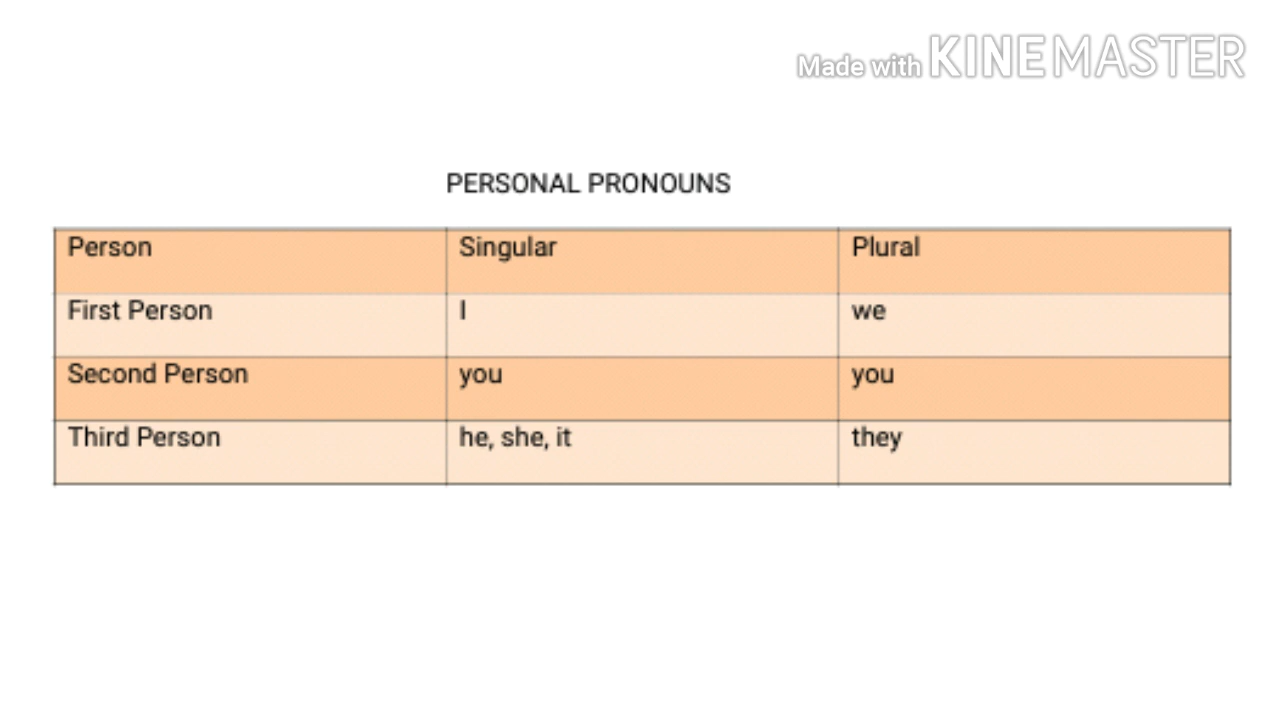 Made with KINEMASTER
PERSONAL PRONOUNS
Person Singular Plural
First Person I we
Second Person you you
Third Person he, she, it they